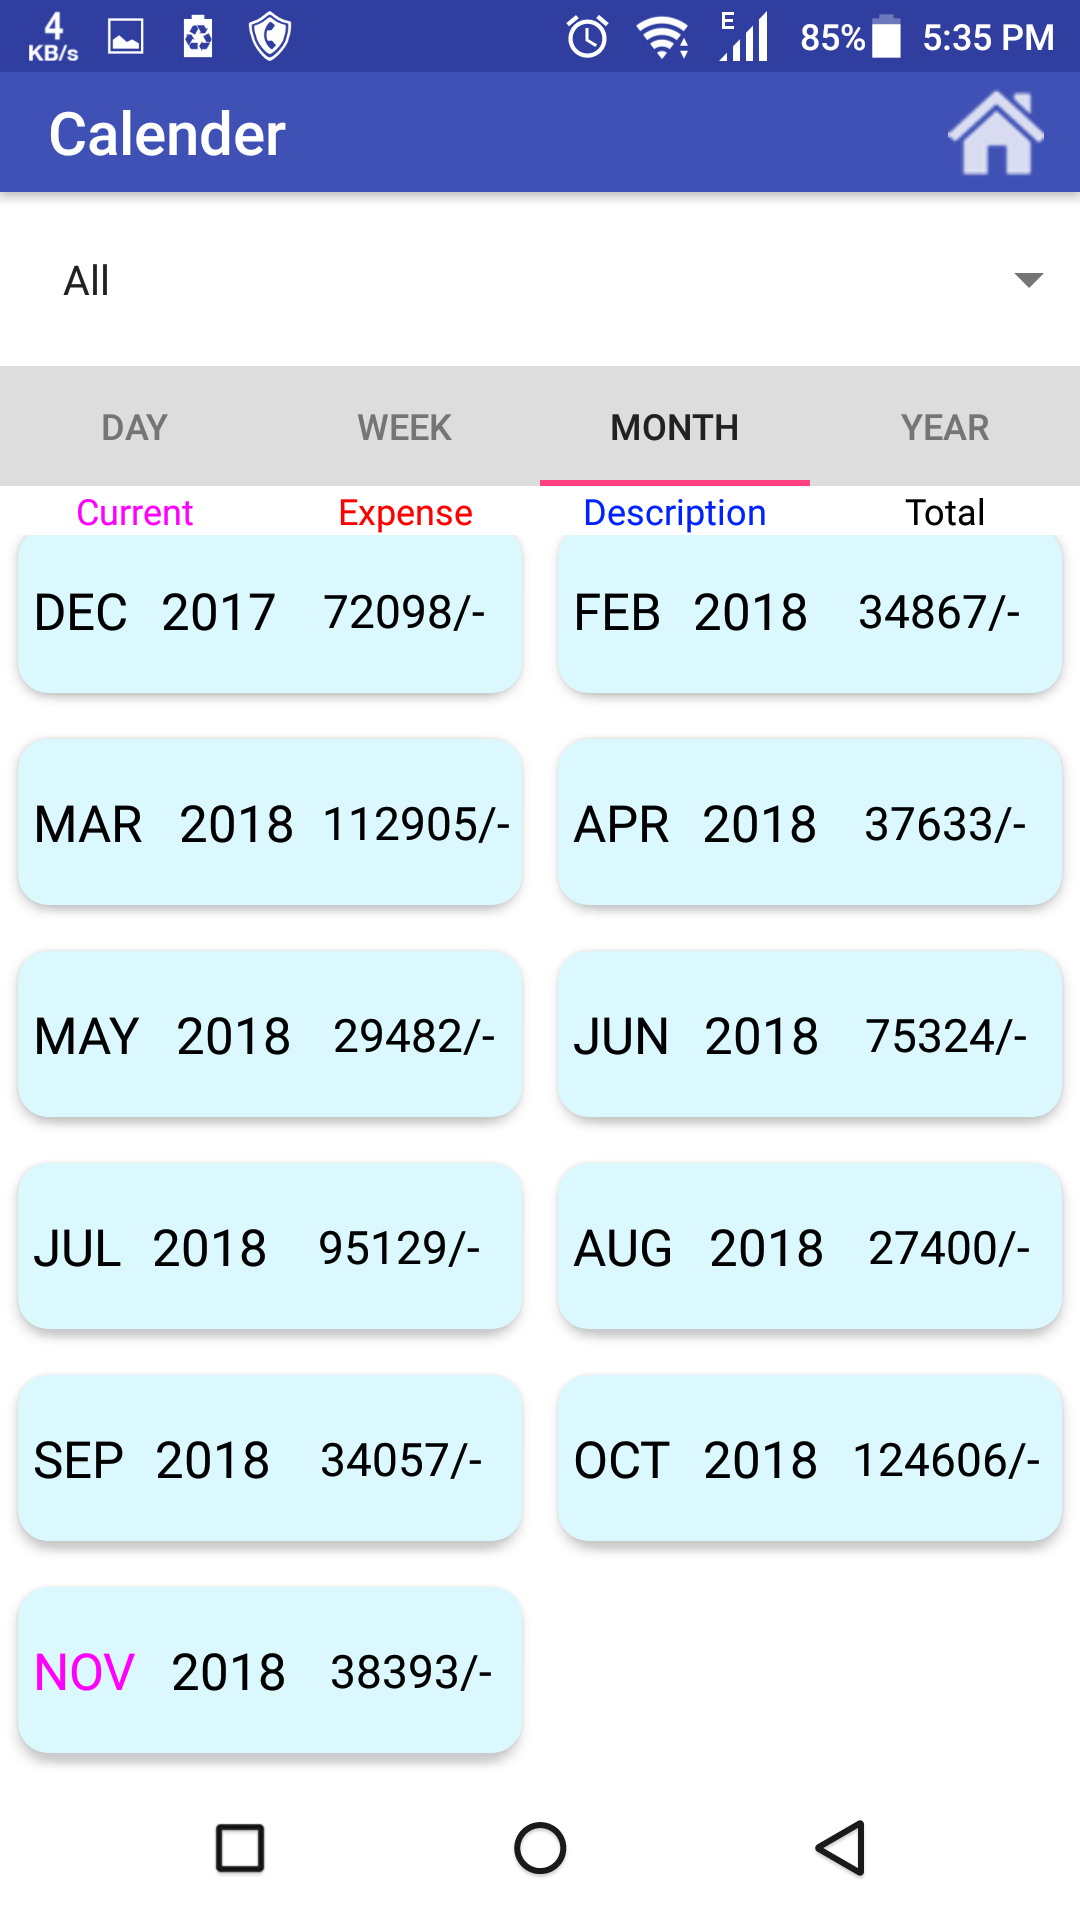 4 KB/s E 85% 5:35 PM
Calender
All
DAY WEEK MONTH YEAR
Current Expense Description Total
DEC 2017 72098/- FEB 2018 34867/-
MAR 2018 112905/- APR 2018 37633/-
MAY 2018 29482/- JUN 2018 75324/-
JUL 2018 95129/- AUG 2018 27400/-
SEP 2018 34057/- OCT 2018 124606/-
NOV 2018 38393/-